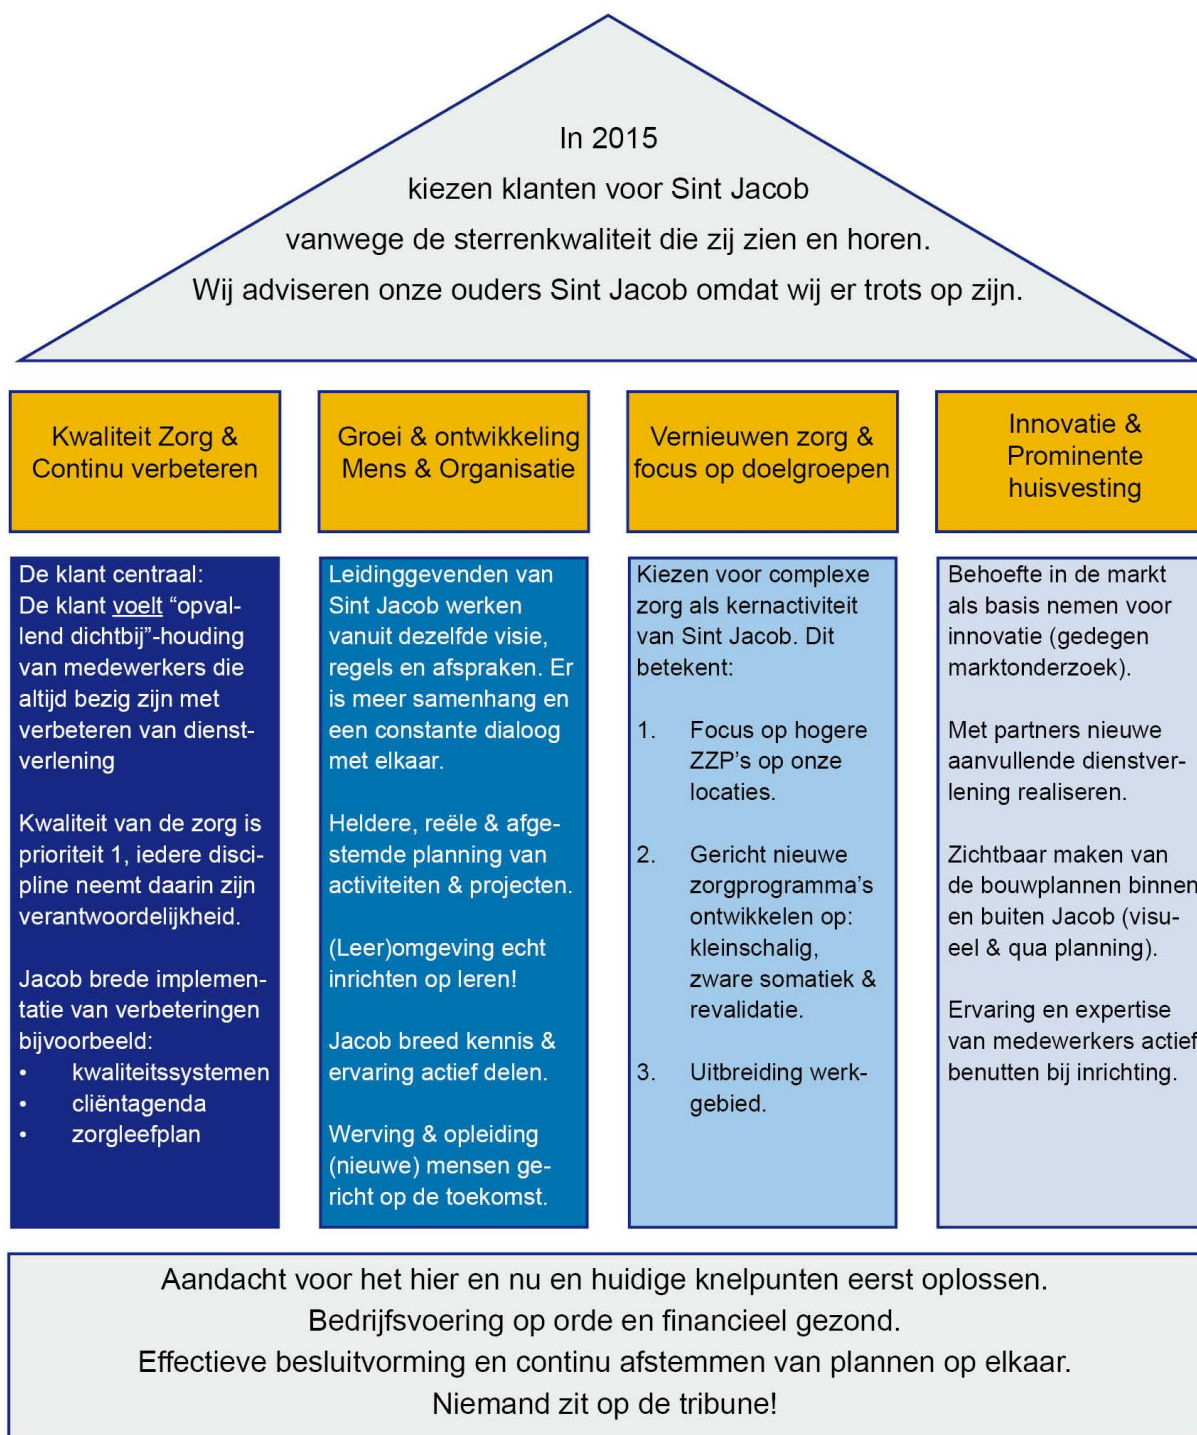 In 2015
kiezen klanten voor Sint Jacob
vanwege de sterrenkwaliteit die zij zien en horen.
Wij adviseren onze ouders Sint Jacob omdat wij er trots op zijn.
Kwaliteit Zorg &
Continu verbeteren
Groei & ontwikkeling
Mens & Organisatie
Vernieuwen zorg &
focus op doelgroepen
Innovatie &
Prominente
huisvesting
De klant centraal:
De klant voelt “opval-
lend dichtbij”-houding
van medewerkers die
altijd bezig zijn met
verbeteren van dienst-
verlening
Kwaliteit van de zorg is
prioriteit 1, iedere disci-
pline neemt daarin zijn
verantwoordelijkheid.
Jacob brede implemen-
tatie van verbeteringen
bijvoorbeeld:
• kwaliteitssystemen
• cliëntagenda
• zorgleefplan
Leidinggevenden van
Sint Jacob werken
vanuit dezelfde visie,
regels en afspraken. Er
is meer samenhang en
een constante dialoog
met elkaar.
Heldere, reële & afge-
stemde planning van
activiteiten & projecten.
(Leer)omgeving echt
inrichten op leren!
Jacob breed kennis &
ervaring actief delen.
Werving & opleiding
(nieuwe) mensen ge-
richt op de toekomst.
Kiezen voor complexe
zorg als kernactiviteit
van Sint Jacob. Dit
betekent:
1. Focus op hogere
ZZP’s op onze
locaties.
2. Gericht nieuwe
zorgprogramma’s
ontwikkelen op:
kleinschalig,
zware somatiek &
revalidatie.
3. Uitbreiding werk-
gebied.
Behoefte in de markt
als basis nemen voor
innovatie (gedegen
marktonderzoek).
Met partners nieuwe
aanvullende dienstver-
lening realiseren.
Zichtbaar maken van
de bouwplannen binnen
en buiten Jacob (visu-
eel & qua planning).
Ervaring en expertise
van medewerkers actief
benutten bij inrichting.
Aandacht voor het hier en nu en huidige knelpunten eerst oplossen.
Bedrijfsvoering op orde en financieel gezond.
Effectieve besluitvorming en continu afstemmen van plannen op elkaar.
Niemand zit op de tribune!